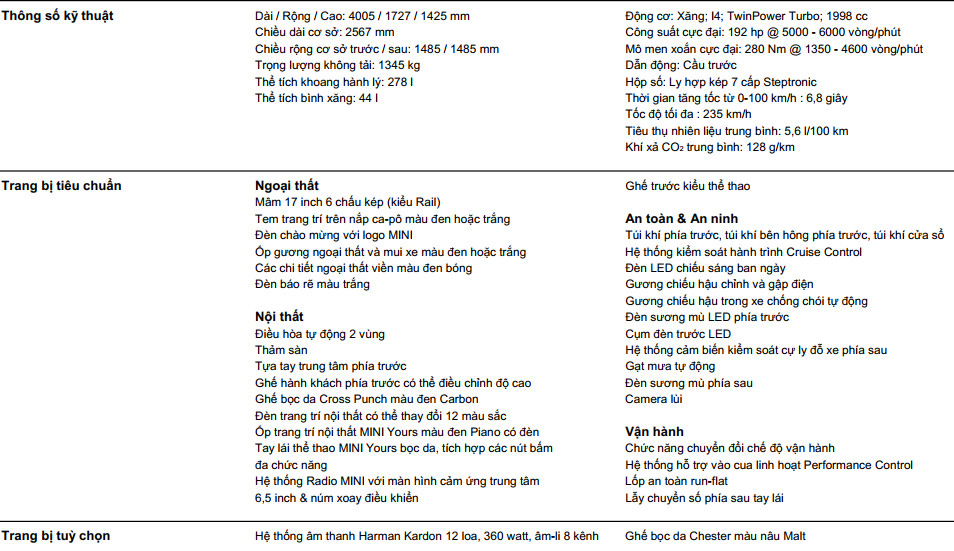 Thông số kỹ thuật
Dài / Rộng / Cao: 4005 / 1727 / 1425 mm
Chiều dài cơ sở: 2567 mm
Chiều rộng cơ sở trước / sau: 1485 / 1485 mm
Trọng lượng không tải: 1345 kg
Thể tích khoang hành lý: 278 l
Thể tích bình xăng: 44 l
Động cơ: Xăng; I4; TwinPower Turbo; 1998 cc
Công suất cực đại: 192 hp @ 5000 - 6000 vòng/phút
Mô men xoắn cực đại: 280 Nm @ 1350 - 4600 vòng/phút
Dẫn động: Cầu trước
Hộp số: Ly hợp kép 7 cấp Steptronic
Thời gian tăng tốc từ 0-100 km/h : 6,8 giây
Tốc độ tối đa : 235 km/h
Tiêu thụ nhiên liệu trung bình: 5,6 l/100 km
Khí xả CO₂ trung bình: 128 g/km
Trang bị tiêu chuẩn
Ngoại thất
Mâm 17 inch 6 chấu kép (kiểu Rail)
Tem trang trí trên nắp ca-pô màu đen hoặc trắng
Đèn chào mừng với logo MINI
Ốp gương ngoại thất và mui xe màu đen hoặc trắng
Các chi tiết ngoại thất viền màu đen bóng
Đèn báo rẽ màu trắng
Nội thất
Điều hòa tự động 2 vùng
Thảm sàn
Tựa tay trung tâm phía trước
Ghế hành khách phía trước có thể điều chỉnh độ cao
Ghế bọc da Cross Punch màu đen Carbon
Đèn trang trí nội thất có thể thay đổi 12 màu sắc
Ốp trang trí nội thất MINI Yours màu đen Piano có đèn
Tay lái thể thao MINI Yours bọc da, tích hợp các nút bấm
đa chức năng
Hệ thống Radio MINI với màn hình cảm ứng trung tâm
6,5 inch & núm xoay điều khiển
Ghế trước kiểu thể thao
An toàn & An ninh
Túi khí phía trước, túi khí bên hông phía trước, túi khí cửa sổ
Hệ thống kiểm soát hành trình Cruise Control
Đèn LED chiếu sáng ban ngày
Gương chiếu hậu chỉnh và gập điện
Gương chiếu hậu trong xe chống chói tự động
Đèn sương mù LED phía trước
Cụm đèn trước LED
Hệ thống cảm biến kiểm soát cự ly đỗ xe phía sau
Gạt mưa tự động
Đèn sương mù phía sau
Camera lùi
Vận hành
Chức năng chuyển đổi chế độ vận hành
Hệ thống hỗ trợ vào cua linh hoạt Performance Control
Lốp an toàn run-flat
Lẫy chuyển số phía sau tay lái
Trang bị tuỳ chọn
Hệ thống âm thanh Harman Kardon 12 loa, 360 watt, âm-li 8 kênh
Ghế bọc da Chester màu nâu Malt